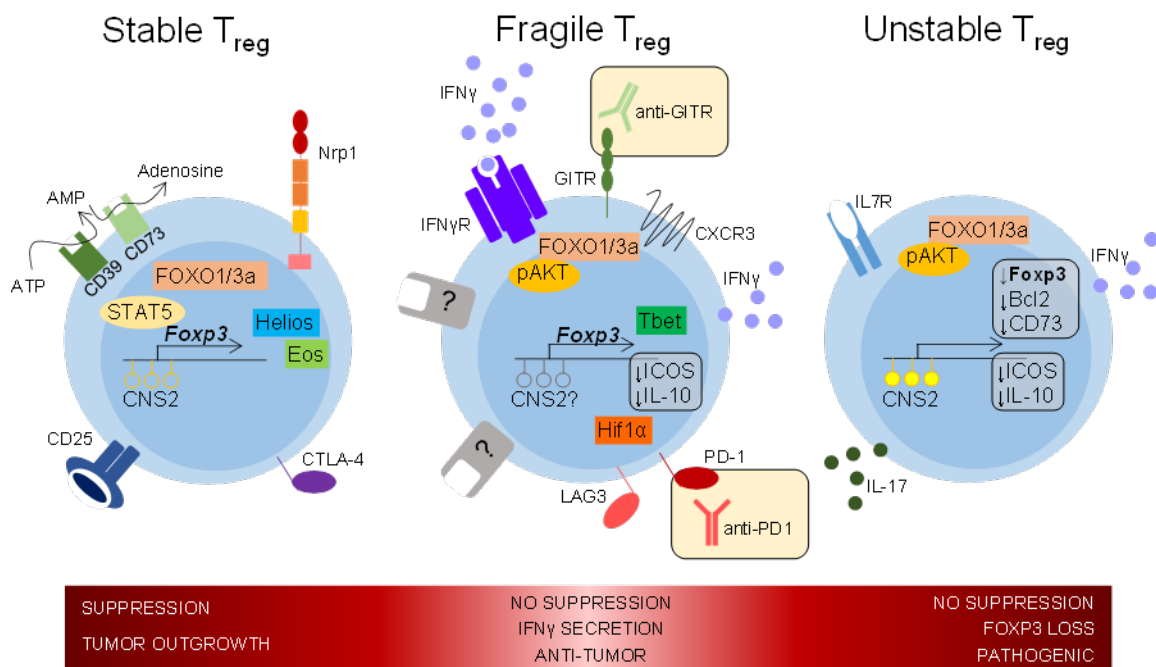 Stable Treg
Fragile Treg
Unstable Treg
Nrp1
Adenosine
AMP
ATP
CD39
CD73
FOXO1/3a
STAT5
Foxp3
Helios
Eos
CNS2
CD25
CTLA-4
IFNγ
anti-GITR
GITR
IFNγR
CXCR3
FOXO1/3a
pAKT
?
IFNγ
Tbet
Foxp3
CNS2?
↓ICOS
↓IL-10
Hif1α
?
PD-1
LAG3
anti-PD1
IL7R
FOXO1/3a
pAKT
IFNγ
↓Foxp3
↓Bcl2
↓CD73
CNS2
↓ICOS
↓IL-10
IL-17
SUPPRESSION
TUMOR OUTGROWTH
NO SUPPRESSION
IFNγ SECRETION
ANTI-TUMOR
NO SUPPRESSION
FOXP3 LOSS
PATHOGENIC